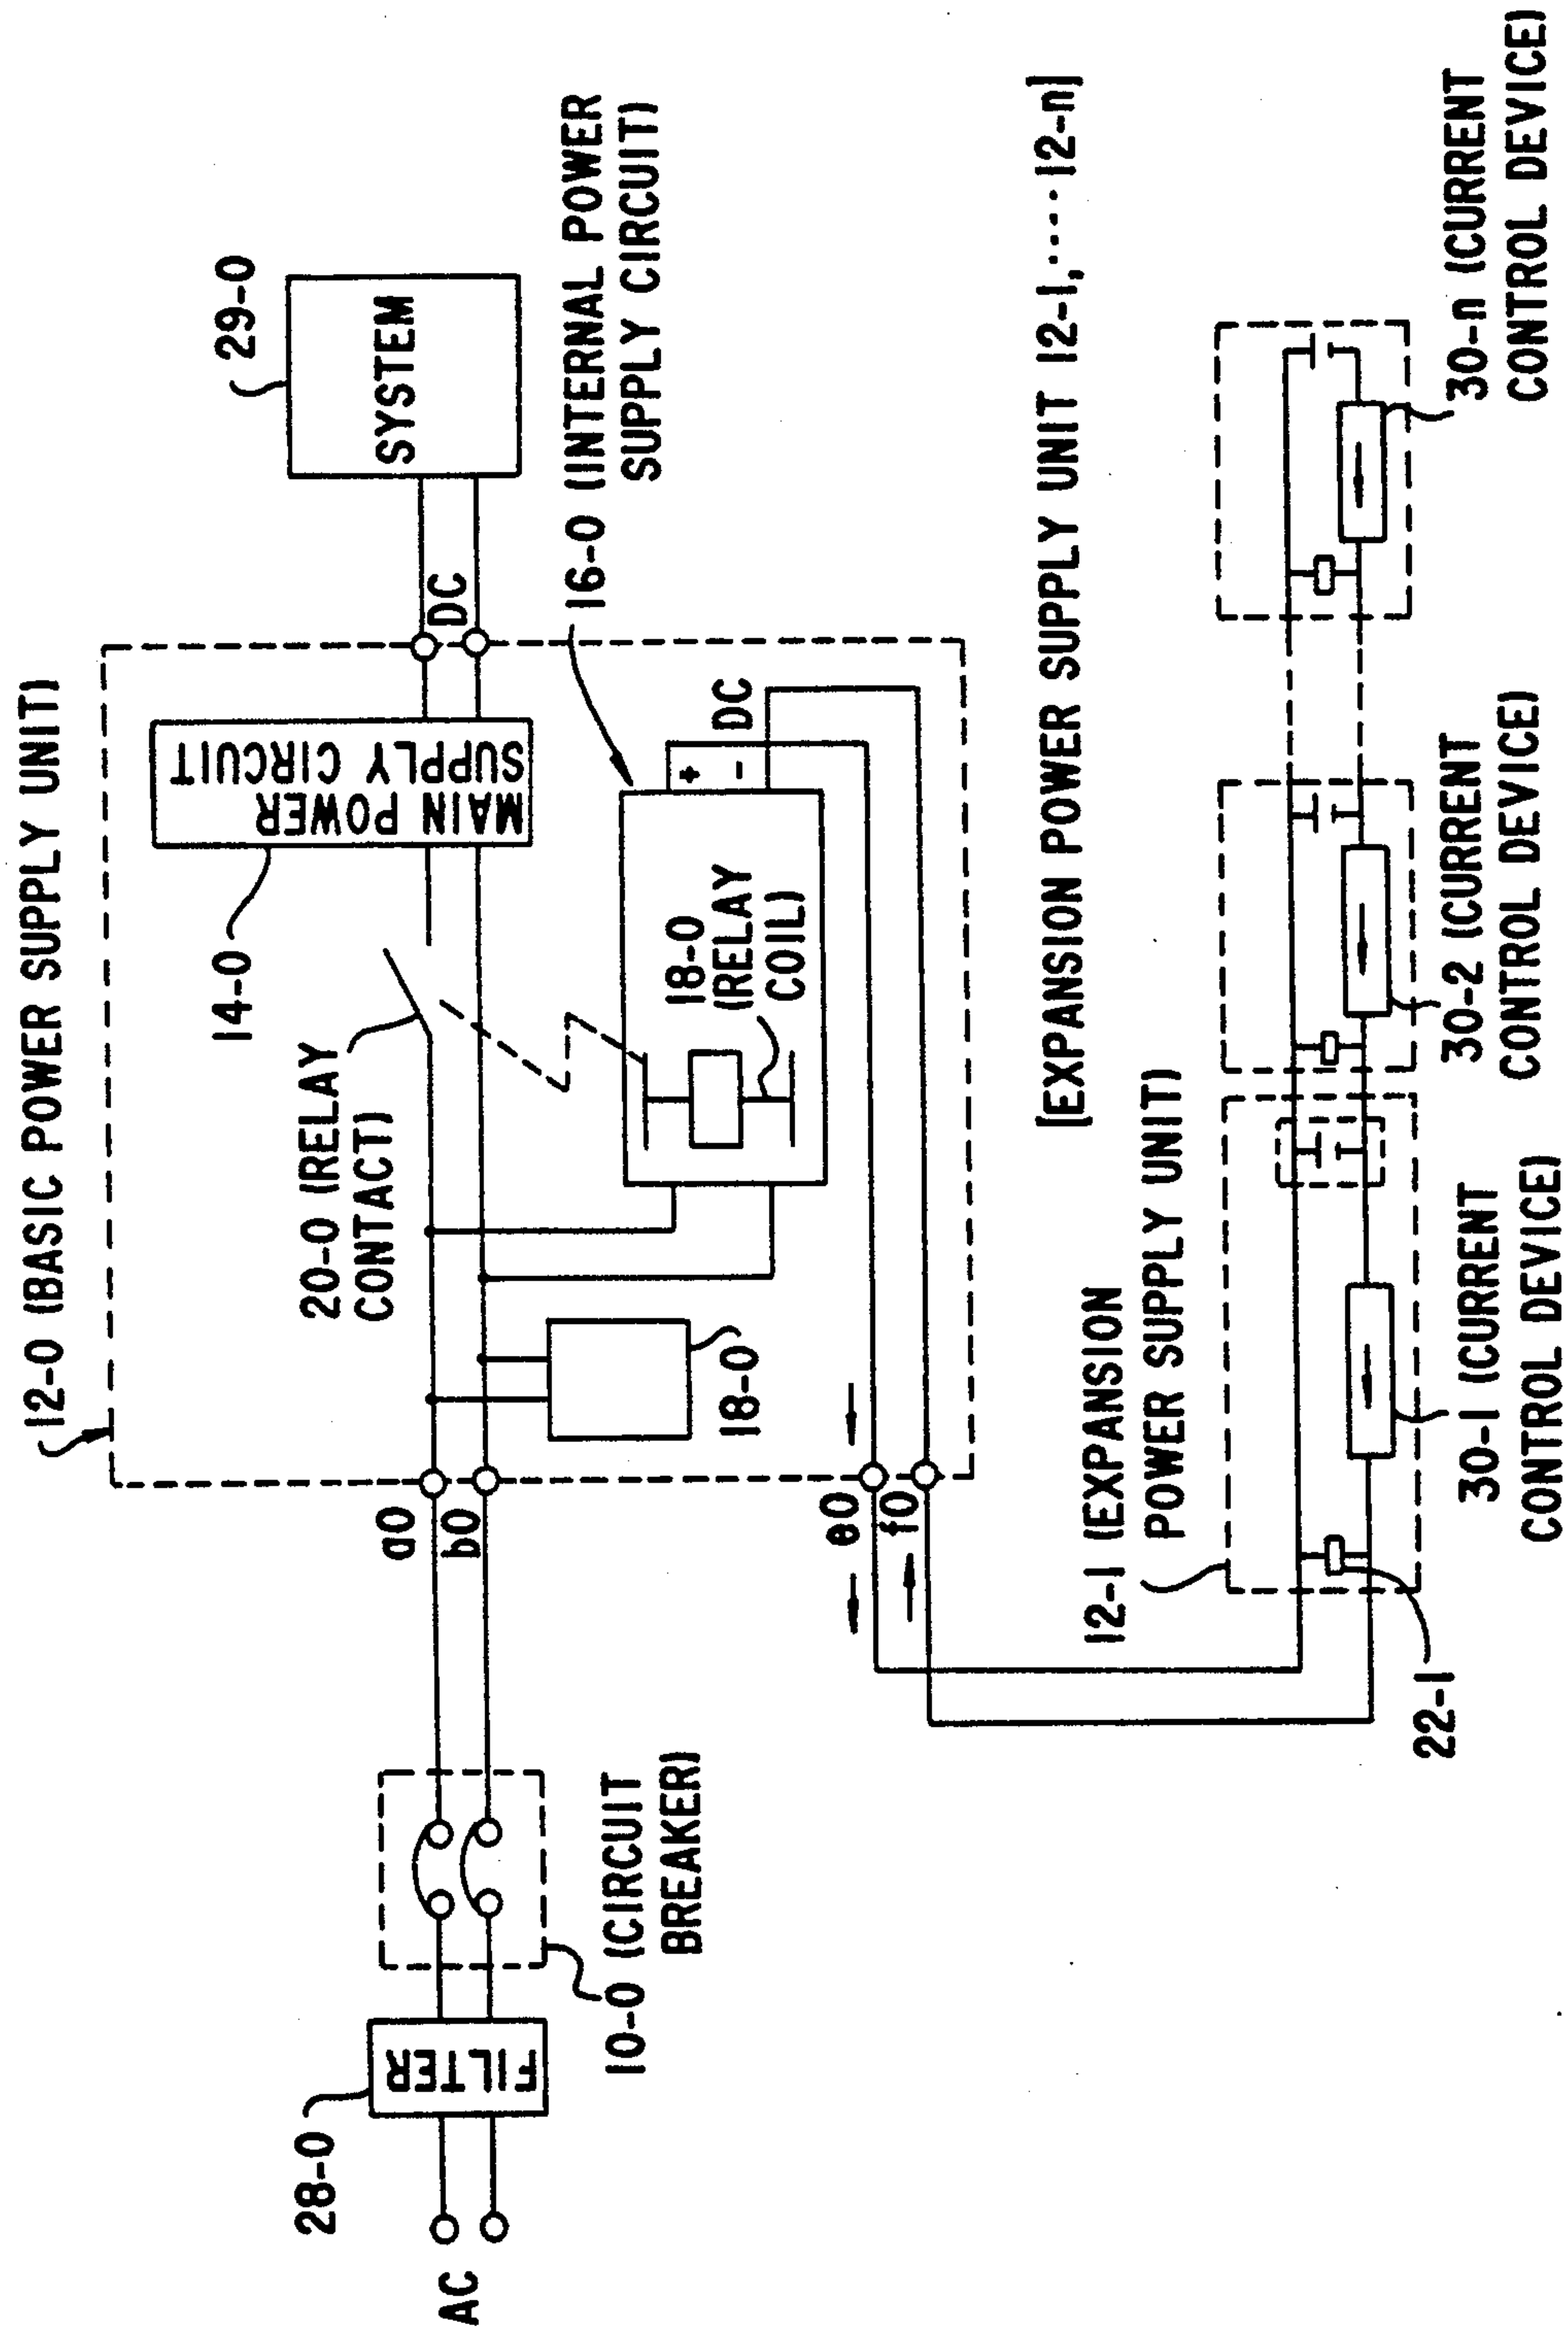 12-0 (BASIC POWER SUPPLY UNIT)
29-0
SYSTEM
14-0
MAIN POWER
SUPPLY CIRCUIT
DC
20-0 (RELAY
CONTACT)
28-0
FILTER
AC
a0
b0
10-0 (CIRCUIT
BREAKER)
18-0
18-0
(RELAY
COIL)
+
-
DC
16-0 (INTERNAL POWER
SUPPLY CIRCUIT)
e0
f0
[EXPANSION POWER SUPPLY UNIT 12-1,....12-n]
12-1 (EXPANSION
POWER SUPPLY UNIT)
22-1
30-1 (CURRENT
CONTROL DEVICE)
30-2 (CURRENT
CONTROL DEVICE)
30-n (CURRENT
CONTROL DEVICE)